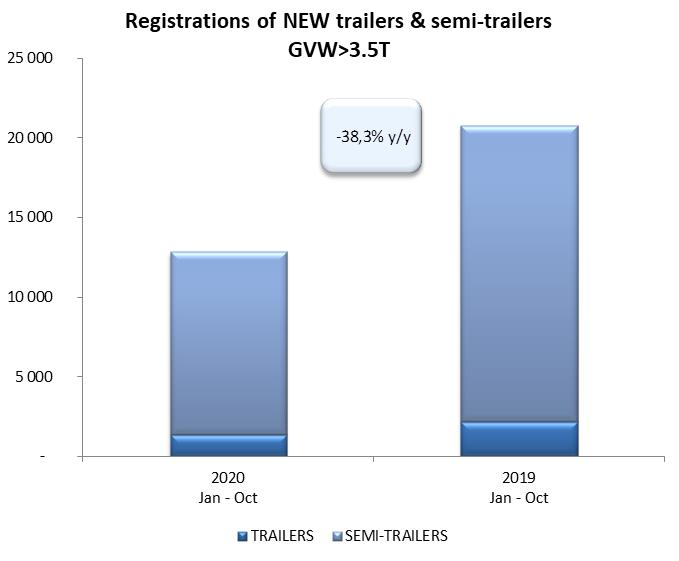 Registrations of NEW trailers & semi-trailers
GVW>3.5T
25 000
20 000
15 000
10 000
5 000
-
-38,3% y/y
2020
Jan - Oct
2019
Jan - Oct
TRAILERS
SEMI-TRAILERS